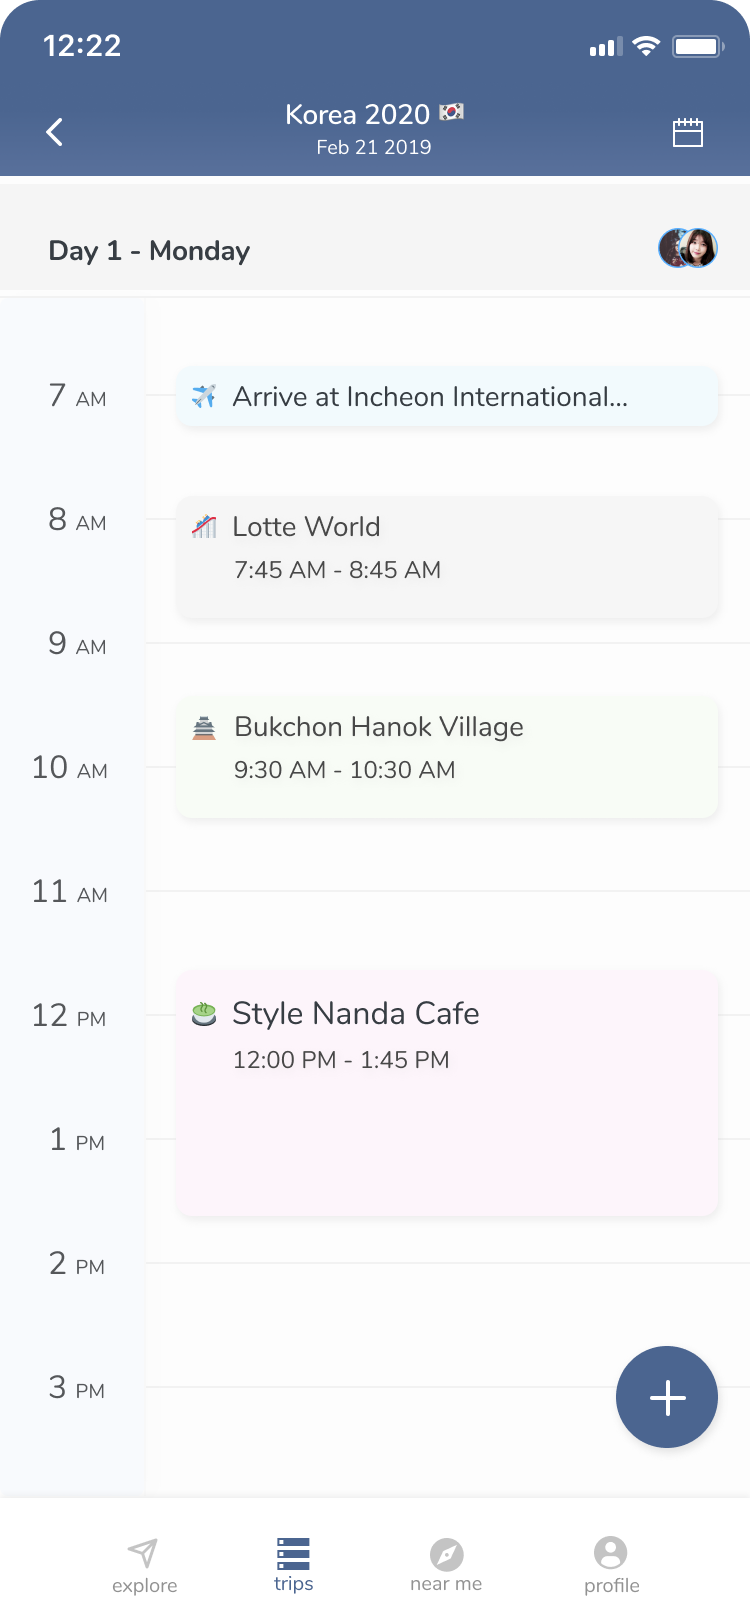 12:22
Korea 2020 🇰🇷
Feb 21 2019
Day 1 - Monday
7 AM
Arrive at Incheon International...
8 AM
Lotte World
7:45 AM - 8:45 AM
9 AM
Bukchon Hanok Village
10 AM
9:30 AM - 10:30 AM
11 AM
12 PM
Style Nanda Cafe
12:00 PM - 1:45 PM
1 PM
2 PM
3 PM
explore
trips
near me
profile